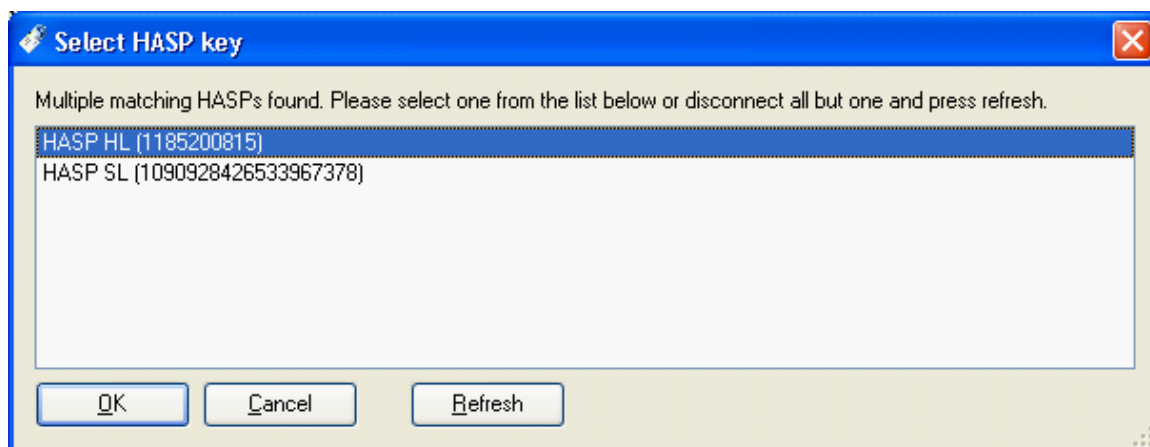 Select HASP key
Multiple matching HASPs found. Please select one from the list below or disconnect all but one and press refresh.
HASP HL (1185200815)
HASP SL (1090928426533967378)
OK Cancel Refresh